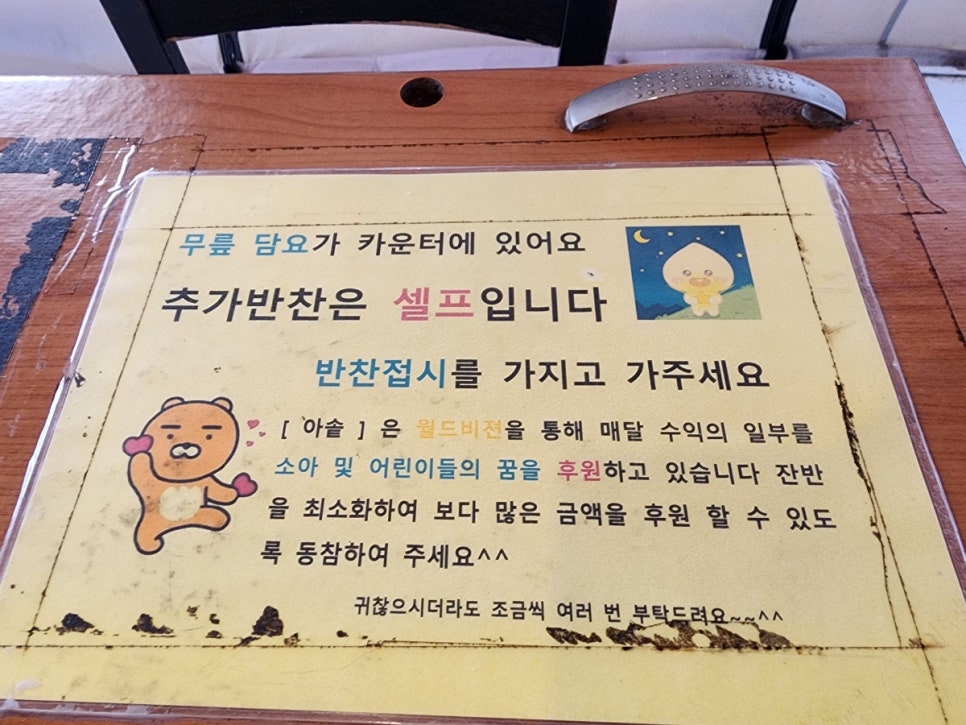 무릎 담요가 카운터에 있어요
추가반찬은 셀프입니다
반찬접시를 가지고 가주세요
[ 아솥 ] 은 월드비젼을 통해 매달 수익의 일부를
소아 및 어린이들의 꿈을 후원하고 있습니다 잔반
을 최소화하여 보다 많은 금액을 후원 할 수 있도
록 동참하여 주세요^^
귀찮으시더라도 조금씩 여러 번 부탁드려요~~^^